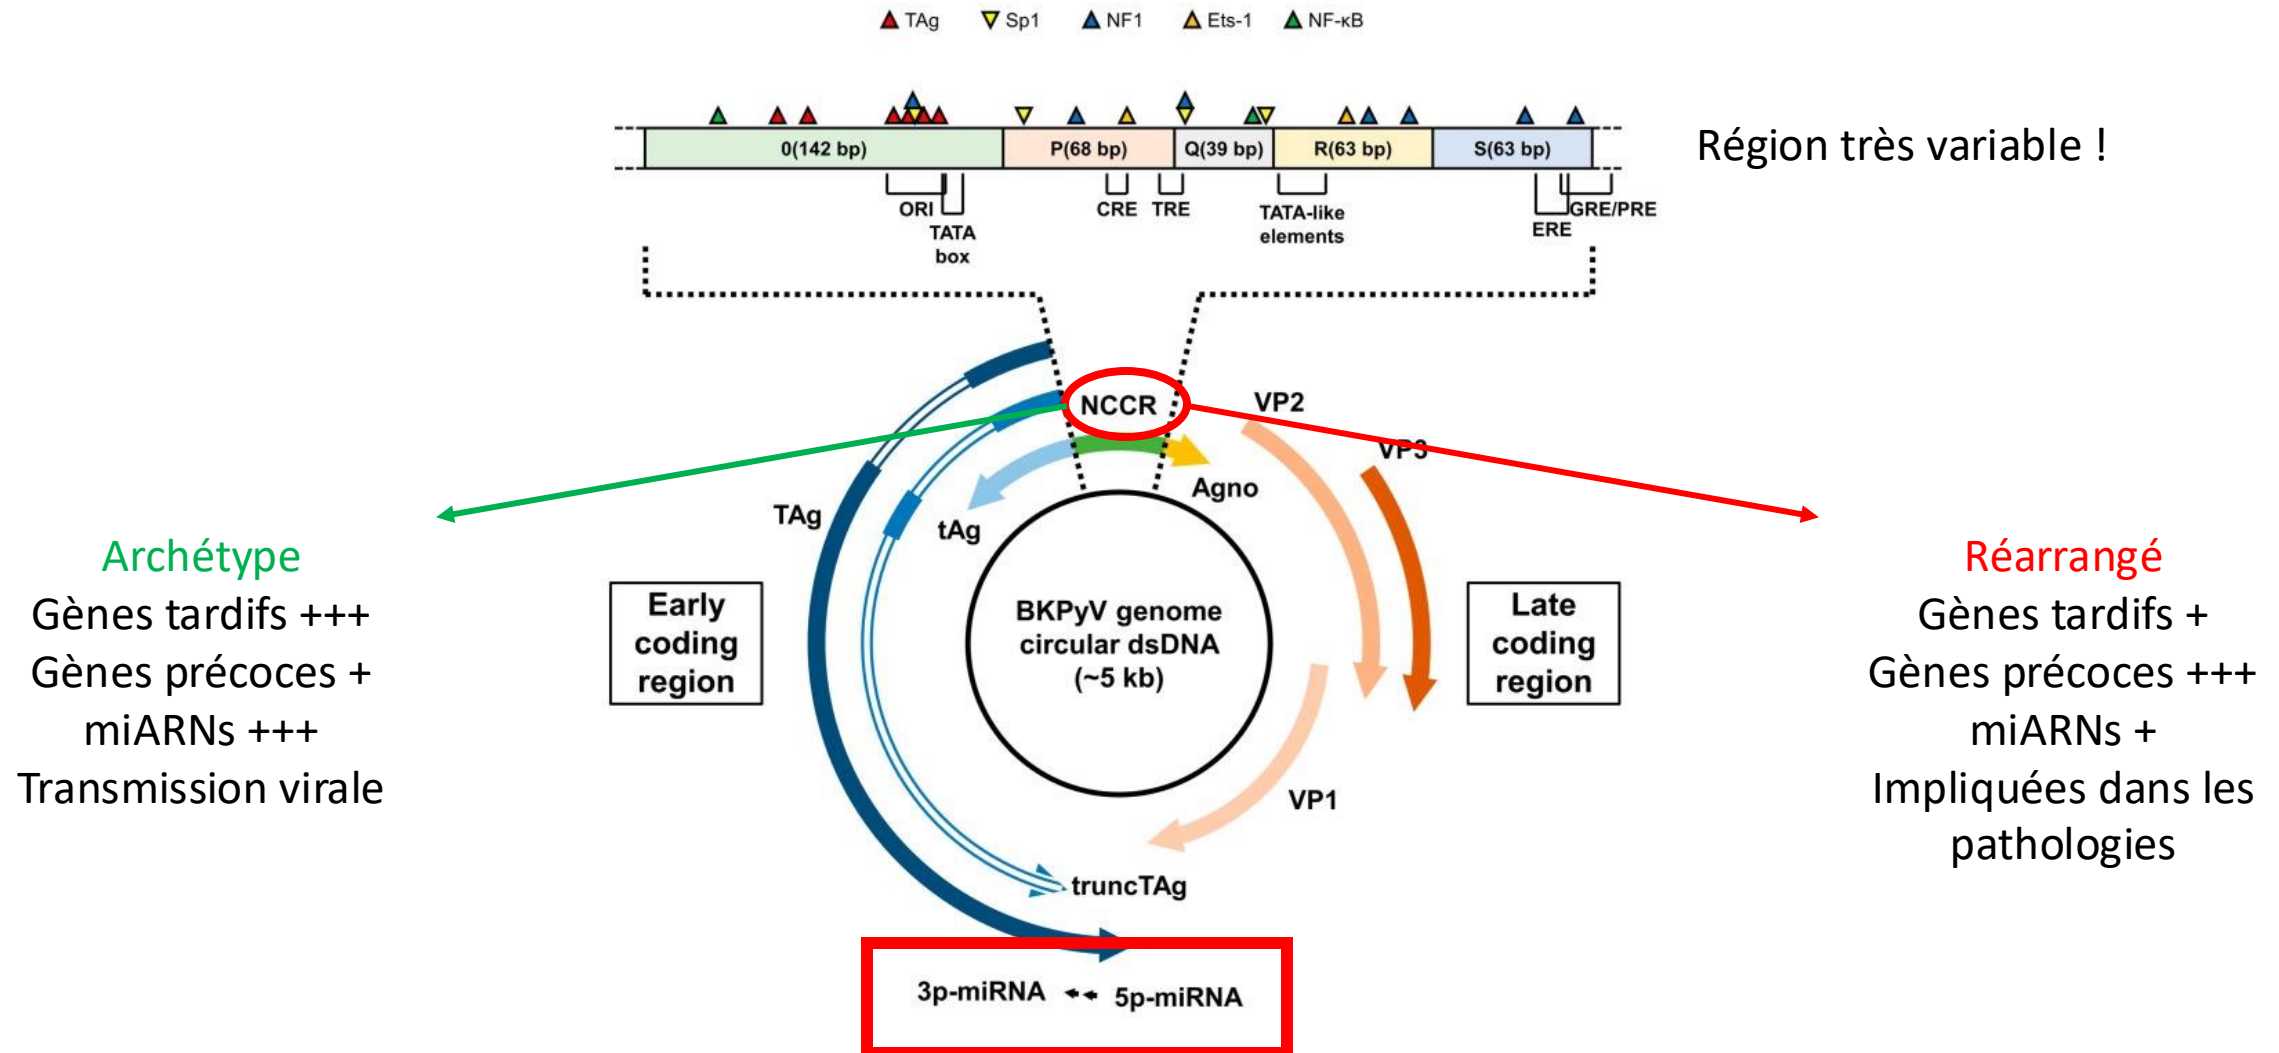 TAg Sp1 NF1 Ets-1 NF-κB
Région très variable !
0(142 bp) P(68 bp) Q(39 bp) R(63 bp) S(63 bp)
ORI
TATA
box
CRE TRE
TATA-like
elements
ERE
GRE/PRE
NCCR
VP2
VP3
Agno
TAg
tAg
Archétype
Gènes tardifs +++
Gènes précoces +
miARNs +++
Transmission virale
Early
coding
region
BKPyV genome
circular dsDNA
(~5 kb)
Late
coding
region
Réarrangé
Gènes tardifs +
Gènes précoces +++
miARNs +
Impliquées dans les
pathologies
VP1
truncTAg
3p-miRNA 5p-miRNA